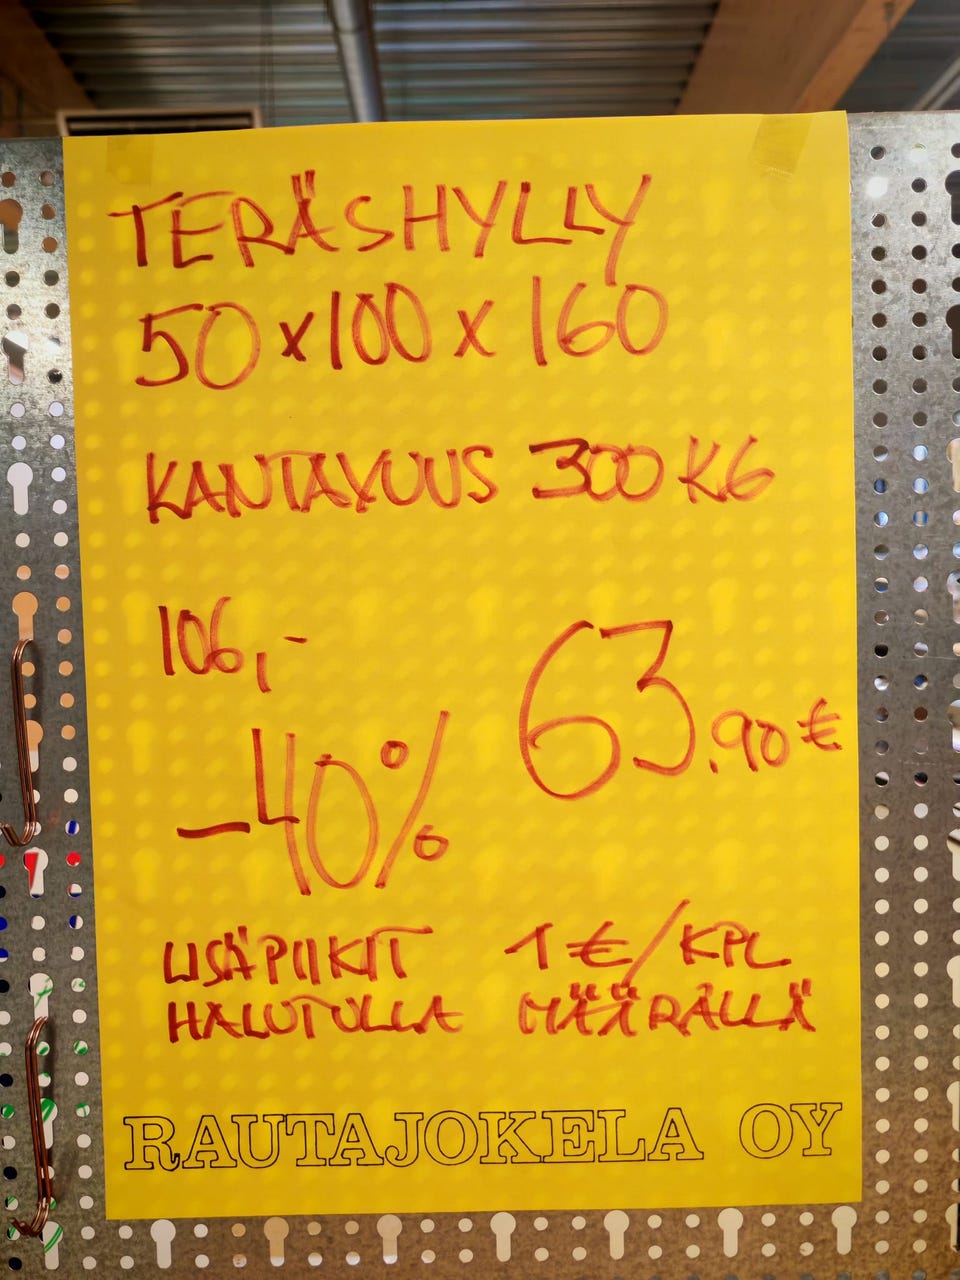 TERÄSHYLLY
50 x 100 x 160
KANTAVUUS 300 KG
106,-
63.90 €
-40%
LISÄPIIKIT 1 €/KPL
HALUTULLA MÄÄRÄLLÄ
RAUTAJOKELA OY